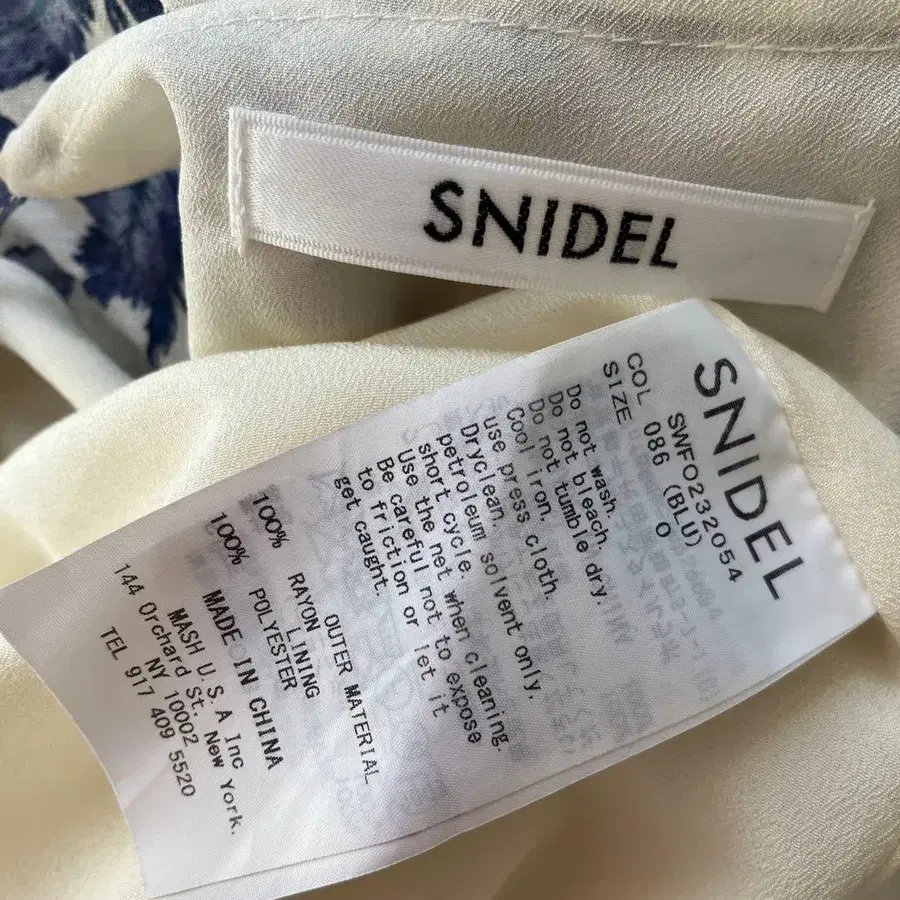 SNIDEL
SNIDEL
SWFO232054
COL 086 (BLU)
SIZE 0
Do not wash.
Do not bleach.
Do not tumble dry.
Cool iron.
use press cloth.
Dryclean.
petroleum solvent only.
short cycle.
Use the net when cleaning.
Be careful not to expose
to friction or let it
get caught.
OUTER MATERIAL
100% RAYON
LINING
100% POLYESTER
MADE IN CHINA
MASH U.S.A Inc
144 Orchard St. New York.
NY 10002
TEL 917 409 5520